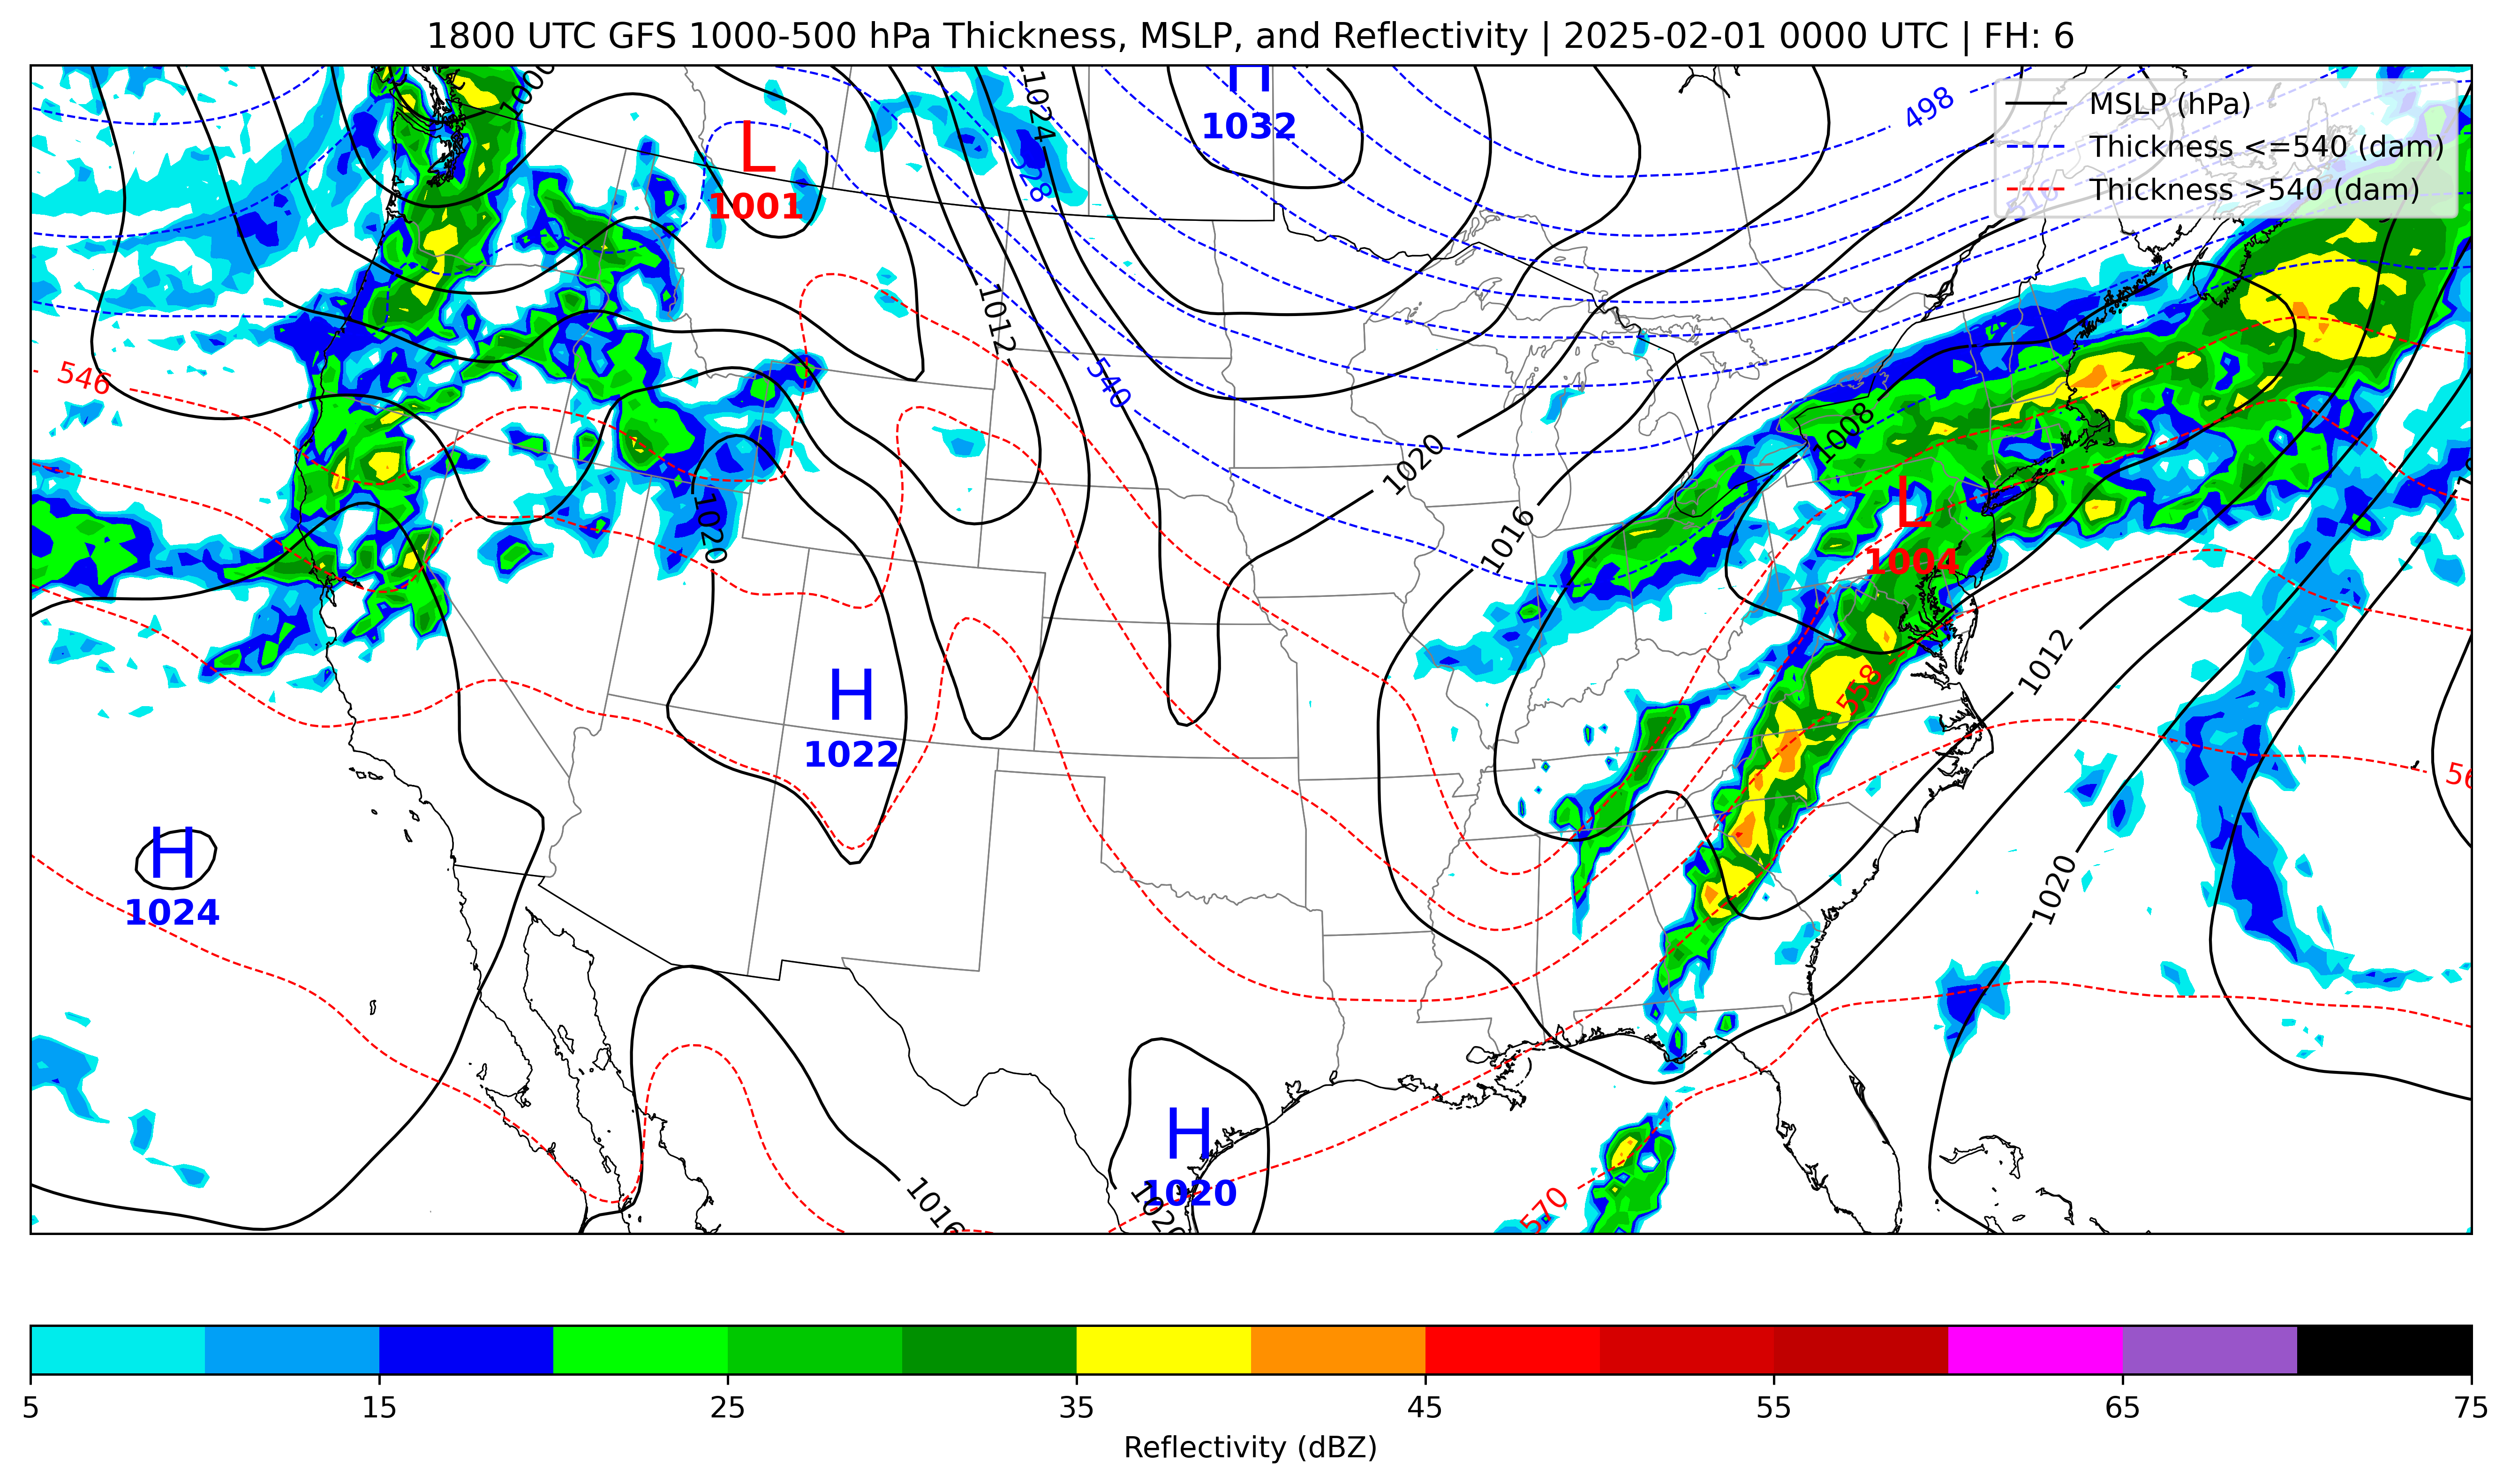 1800 UTC GFS 1000-500 hPa Thickness, MSLP, and Reflectivity | 2025-02-01 0000 UTC | FH: 6
MSLP (hPa)
Thickness <=540 (dam)
Thickness >540 (dam)
H
1032
498
1024
L
1001
528
516
1012
540
546
1008
1020
1016
L
1004
1020
1012
558
H
1022
H
1024
1020
570
H
1020
1016
1020
5 15 25 35 45 55 65 75
Reflectivity (dBZ)